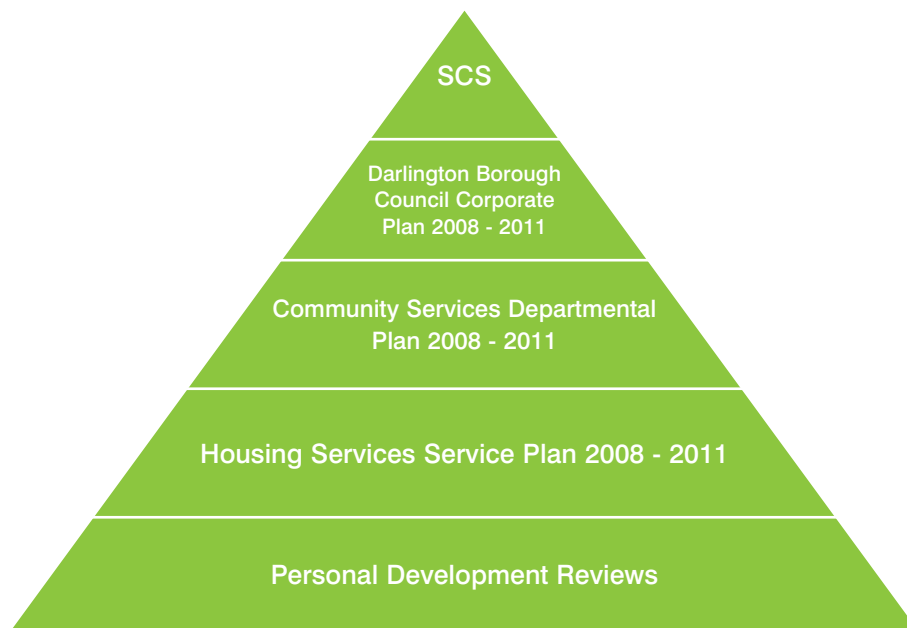 SCS
Darlington Borough
Council Corporate
Plan 2008 - 2011
Community Services Departmental
Plan 2008 - 2011
Housing Services Service Plan 2008 - 2011
Personal Development Reviews